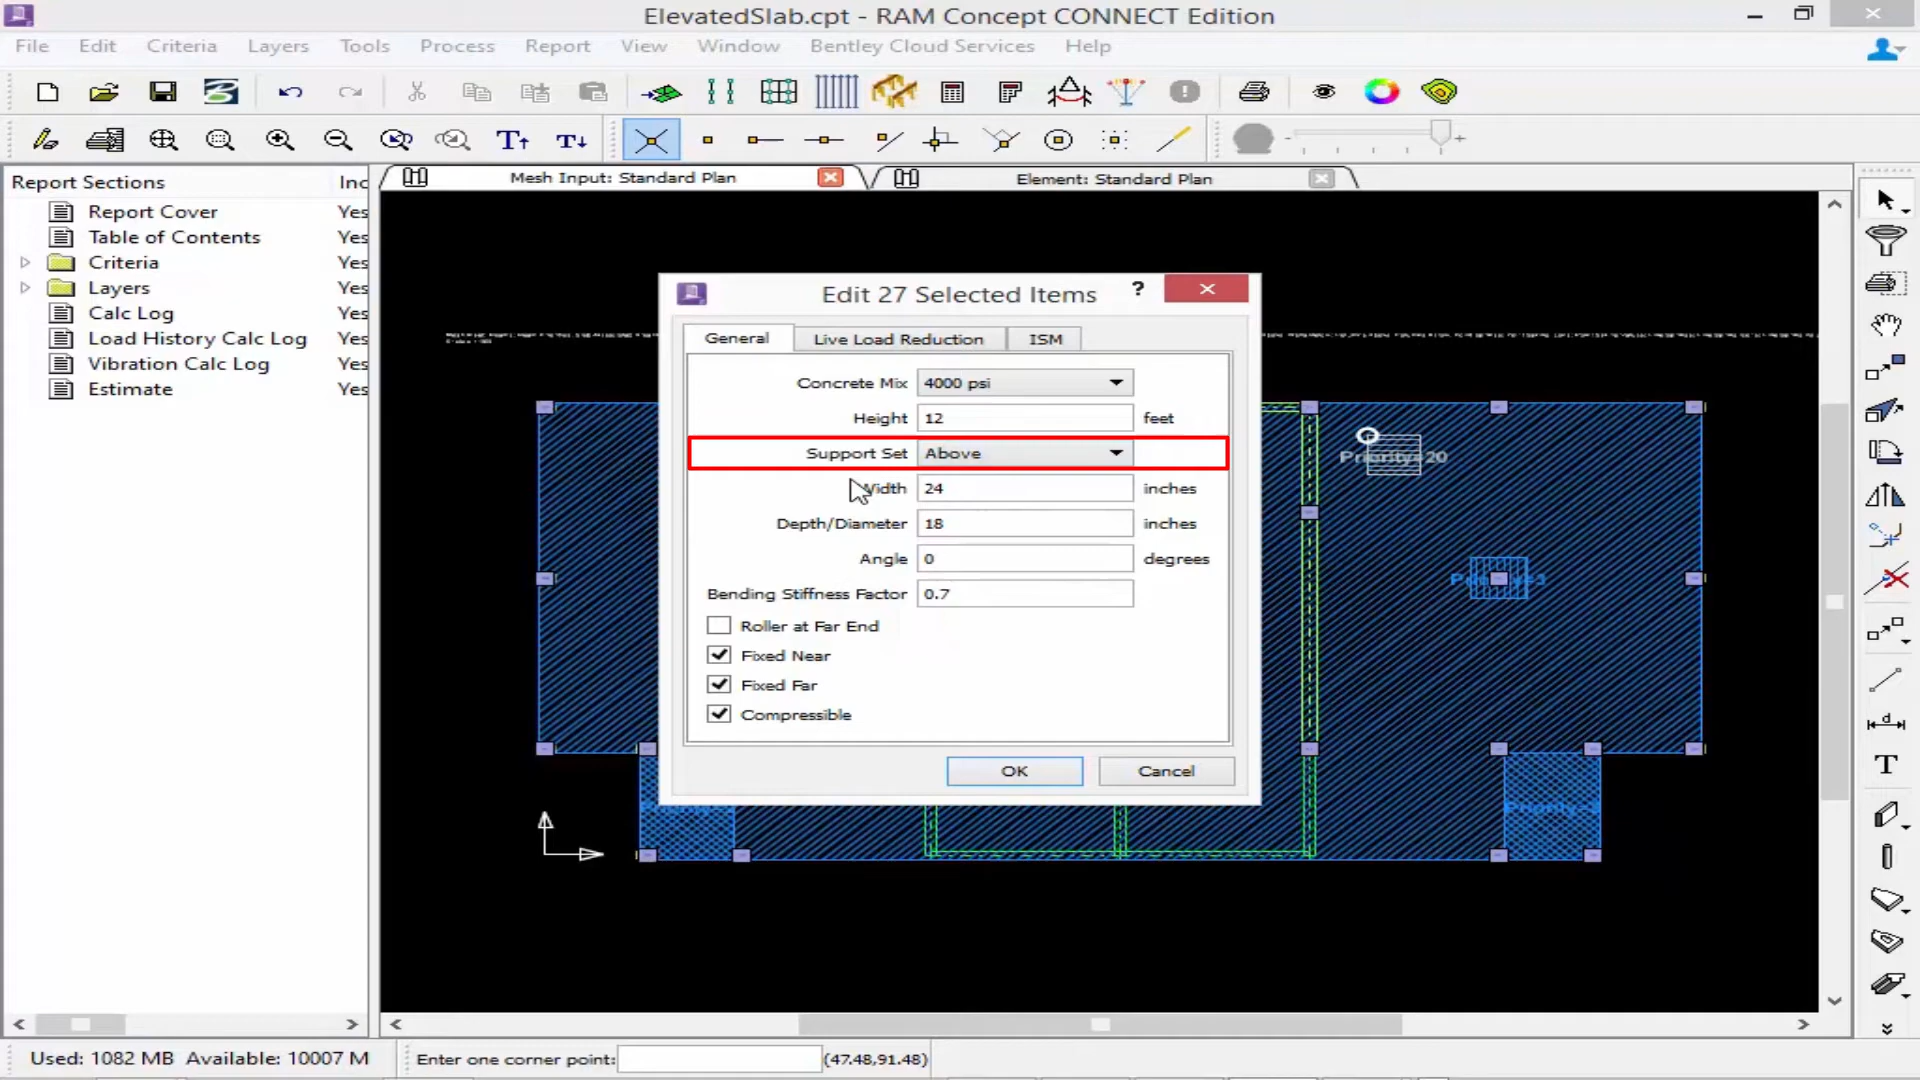 ElevatedSlab.cpt - RAM Concept CONNECT Edition
File Edit Criteria Layers Tools Process Report View Window Bentley Cloud Services Help
Report Sections Inc
Mesh Input: Standard Plan
Element: Standard Plan
Report Cover Yes
Table of Contents Yes
Criteria Yes
Layers Yes
Calc Log Yes
Load History Calc Log Yes
Vibration Calc Log Yes
Estimate Yes
Edit 27 Selected Items
General Live Load Reduction ISM
Concrete Mix 4000 psi
Height 12 feet
Support Set Above
Width 24 inches
Depth/Diameter 18 inches
Angle 0 degrees
Bending Stiffness Factor 0.7
Roller at Far End
Fixed Near
Fixed Far
Compressible
OK Cancel
Priority=20
Used: 1082 MB Available: 10007 M
Enter one corner point:
(47.48,91.48)